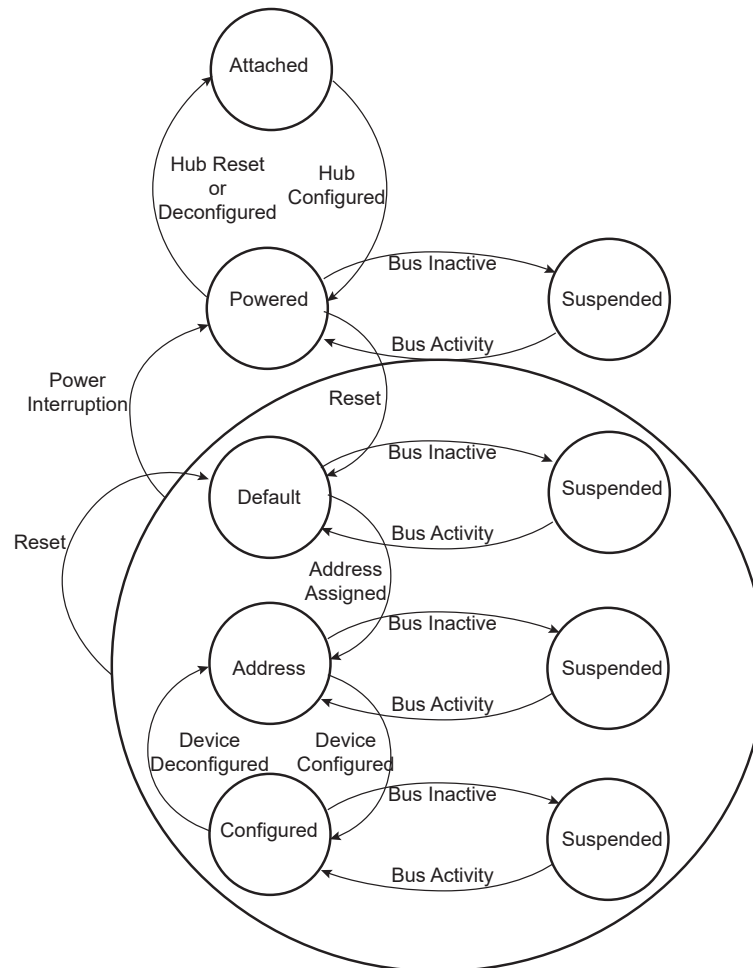 Attached
Hub Reset
or
Deconfigured
Hub
Configured
Powered
Bus Inactive
Suspended
Bus Activity
Power
Interruption
Reset
Default
Bus Inactive
Suspended
Bus Activity
Reset
Address
Assigned
Address
Bus Inactive
Suspended
Bus Activity
Device
Deconfigured
Device
Configured
Configured
Bus Inactive
Suspended
Bus Activity